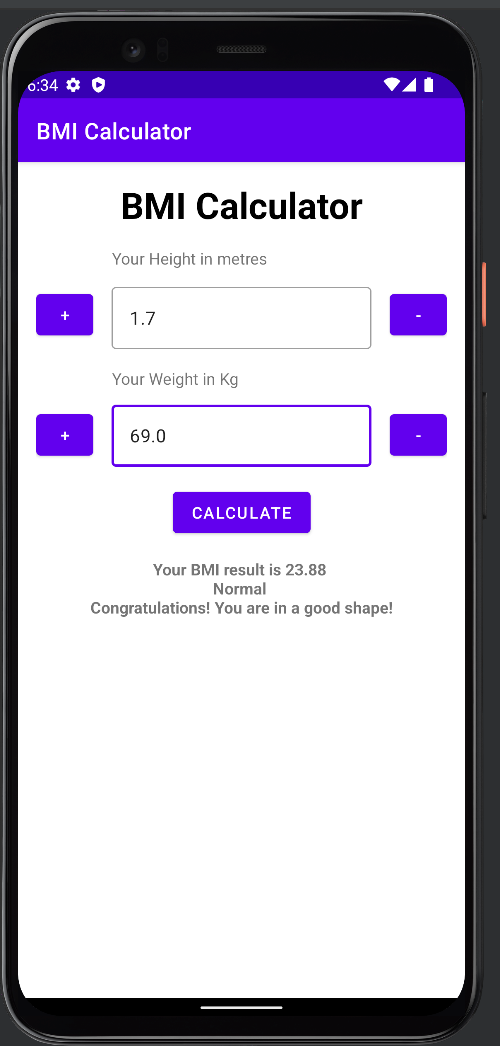 6:34
BMI Calculator
BMI Calculator
Your Height in metres
+ 1.7 -
Your Weight in Kg
+ 69.0 -
CALCULATE
Your BMI result is 23.88
Normal
Congratulations! You are in a good shape!